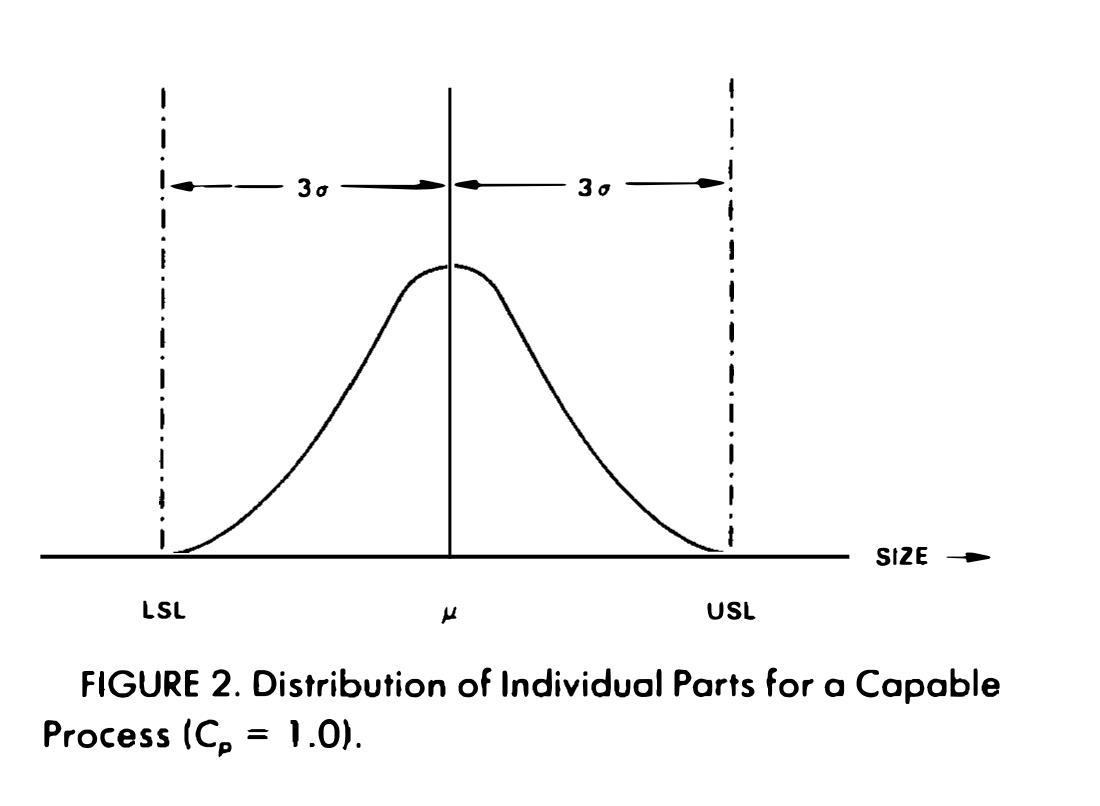 3σ 3σ
SIZE
LSL μ USL
FIGURE 2. Distribution of Individual Parts for a Capable
Process (Cₚ = 1.0).